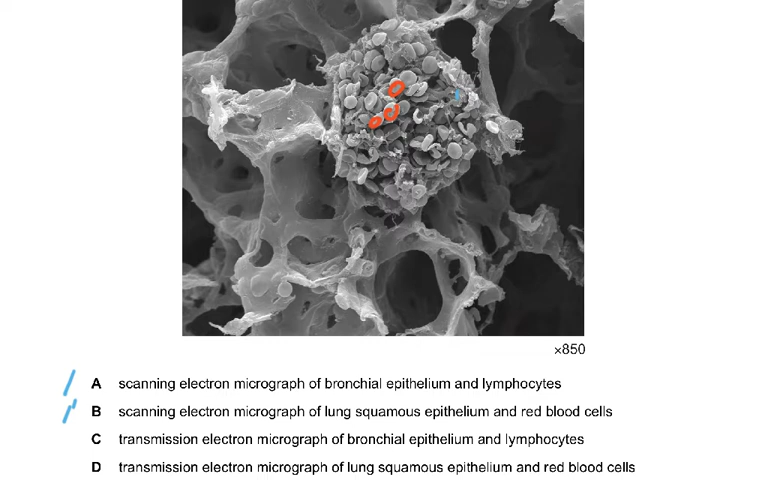 ×850
A scanning electron micrograph of bronchial epithelium and lymphocytes
B scanning electron micrograph of lung squamous epithelium and red blood cells
C transmission electron micrograph of bronchial epithelium and lymphocytes
D transmission electron micrograph of lung squamous epithelium and red blood cells